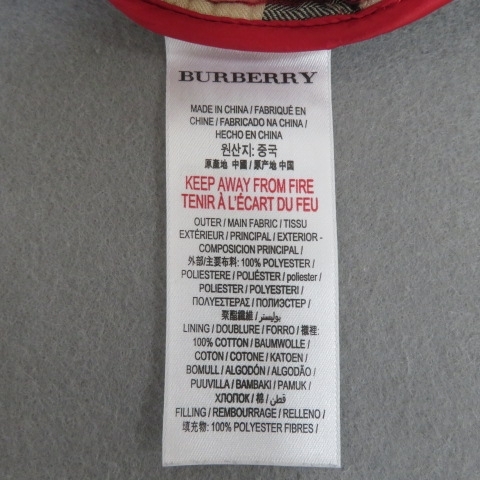 BURBERRY
MADE IN CHINA / FABRIQUÉ EN
CHINE / FABRICADO NA CHINA /
HECHO EN CHINA
원산지: 중국
原產地 中國 / 原产地 中国
KEEP AWAY FROM FIRE
TENIR À L'ÉCART DU FEU
OUTER / MAIN FABRIC / TISSU
EXTÉRIEUR / PRINCIPAL / EXTERIOR -
COMPOSICION PRINCIPAL /
外部/主要布料: 100% POLYESTER /
POLIESTERE / POLIÉSTER / poliester /
POLIESTER / POLYESTERI /
ΠΟΛΥΕΣΤΕΡΑΣ / ПОЛИЭСТЕР /
聚酯纖維 / بوليستر /
LINING / DOUBLURE / FORRO / 襯裡:
100% COTTON / BAUMWOLLE /
COTON / COTONE / KATOEN /
BOMULL / ALGODÓN / ALGODÃO /
PUUVILLA / BAMBAKI / PAMUK /
ХЛОПОК / 棉 / قطن /
FILLING / REMBOURRAGE / RELLENO /
填充物: 100% POLYESTER FIBRES /